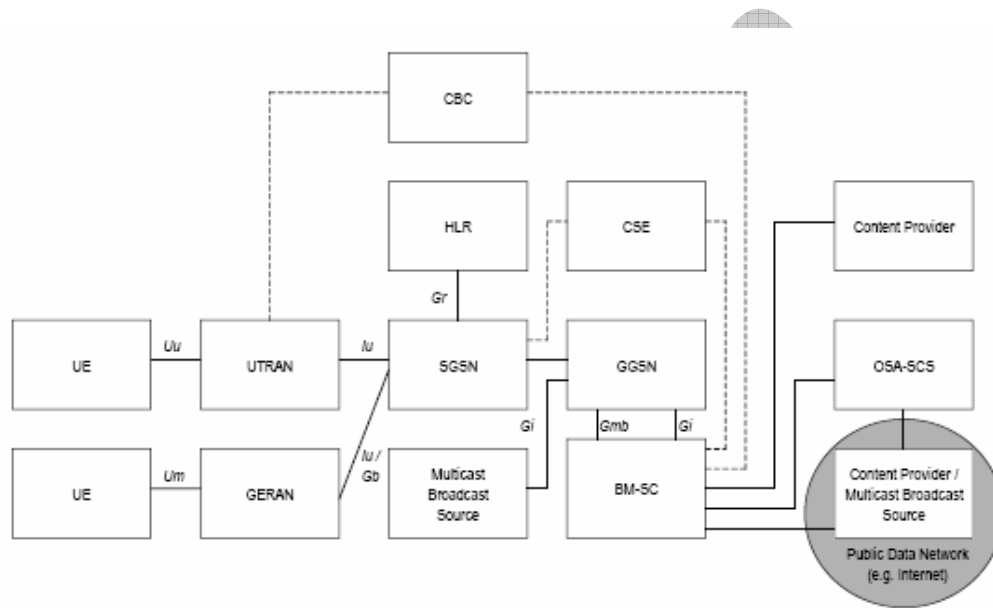 CBC
HLR
CSE
Content Provider
Gr
UE
Uu
UTRAN
Iu
SGSN
GGSN
OSA-SCS
Gi
Gmb
Gi
UE
Um
GERAN
Iu /
Gb
Multicast
Broadcast
Source
BM-SC
Content Provider /
Multicast Broadcast
Source
Public Data Network
(e.g. Internet)